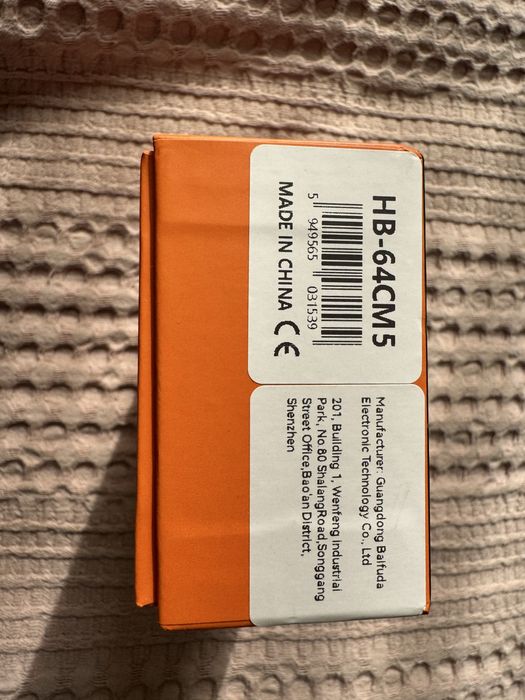 HB-64CM5
5 949565 031539
MADE IN CHINA CE
Manufacturer: Guangdong Baifuda
Electronic Technology Co., Ltd
201, Building 1, Wenfeng Industrial
Park, No.80 ShalangRoad,Songgang
Street Office,Bao'an District,
Shenzhen